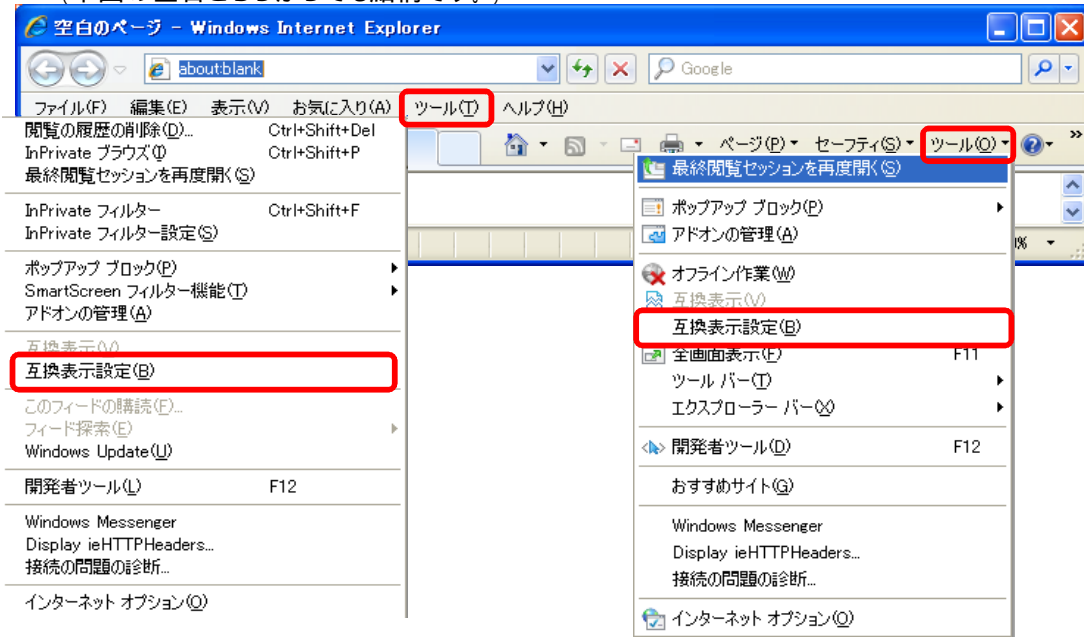 空白のページ - Windows Internet Explorer
about:blank
Google
ファイル(F) 編集(E) 表示(V) お気に入り(A) ツール(T) ヘルプ(H)
ページ(P) セーフティ(S) ツール(O)
閲覧の履歴の削除(D)... Ctrl+Shift+Del
InPrivate ブラウズ(I) Ctrl+Shift+P
最終閲覧セッションを再度開く(S)
InPrivate フィルター Ctrl+Shift+F
InPrivate フィルター設定(S)
ポップアップ ブロック(P)
SmartScreen フィルター機能(T)
アドオンの管理(A)
互換表示(V)
互換表示設定(B)
このフィードの購読(F)...
フィード探索(E)
Windows Update(U)
開発者ツール(L) F12
Windows Messenger
Display ieHTTPHeaders...
接続の問題の診断...
インターネット オプション(O)
最終閲覧セッションを再度開く(S)
ポップアップ ブロック(P)
アドオンの管理(A)
オフライン作業(W)
互換表示(V)
互換表示設定(B)
全画面表示(F) F11
ツール バー(T)
エクスプローラー バー(X)
開発者ツール(D) F12
おすすめサイト(G)
Windows Messenger
Display ieHTTPHeaders...
接続の問題の診断...
インターネット オプション(O)